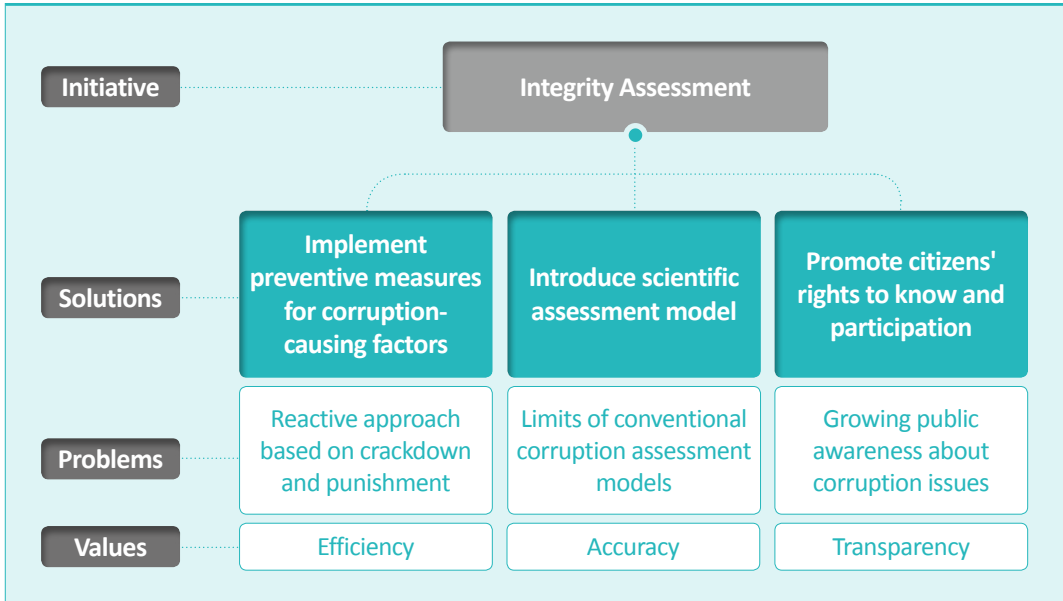 Initiative
Integrity Assessment
Solutions
Implement
preventive measures
for corruption-
causing factors
Introduce scientific
assessment model
Promote citizens'
rights to know and
participation
Problems
Reactive approach
based on crackdown
and punishment
Limits of conventional
corruption assessment
models
Growing public
awareness about
corruption issues
Values
Efficiency
Accuracy
Transparency